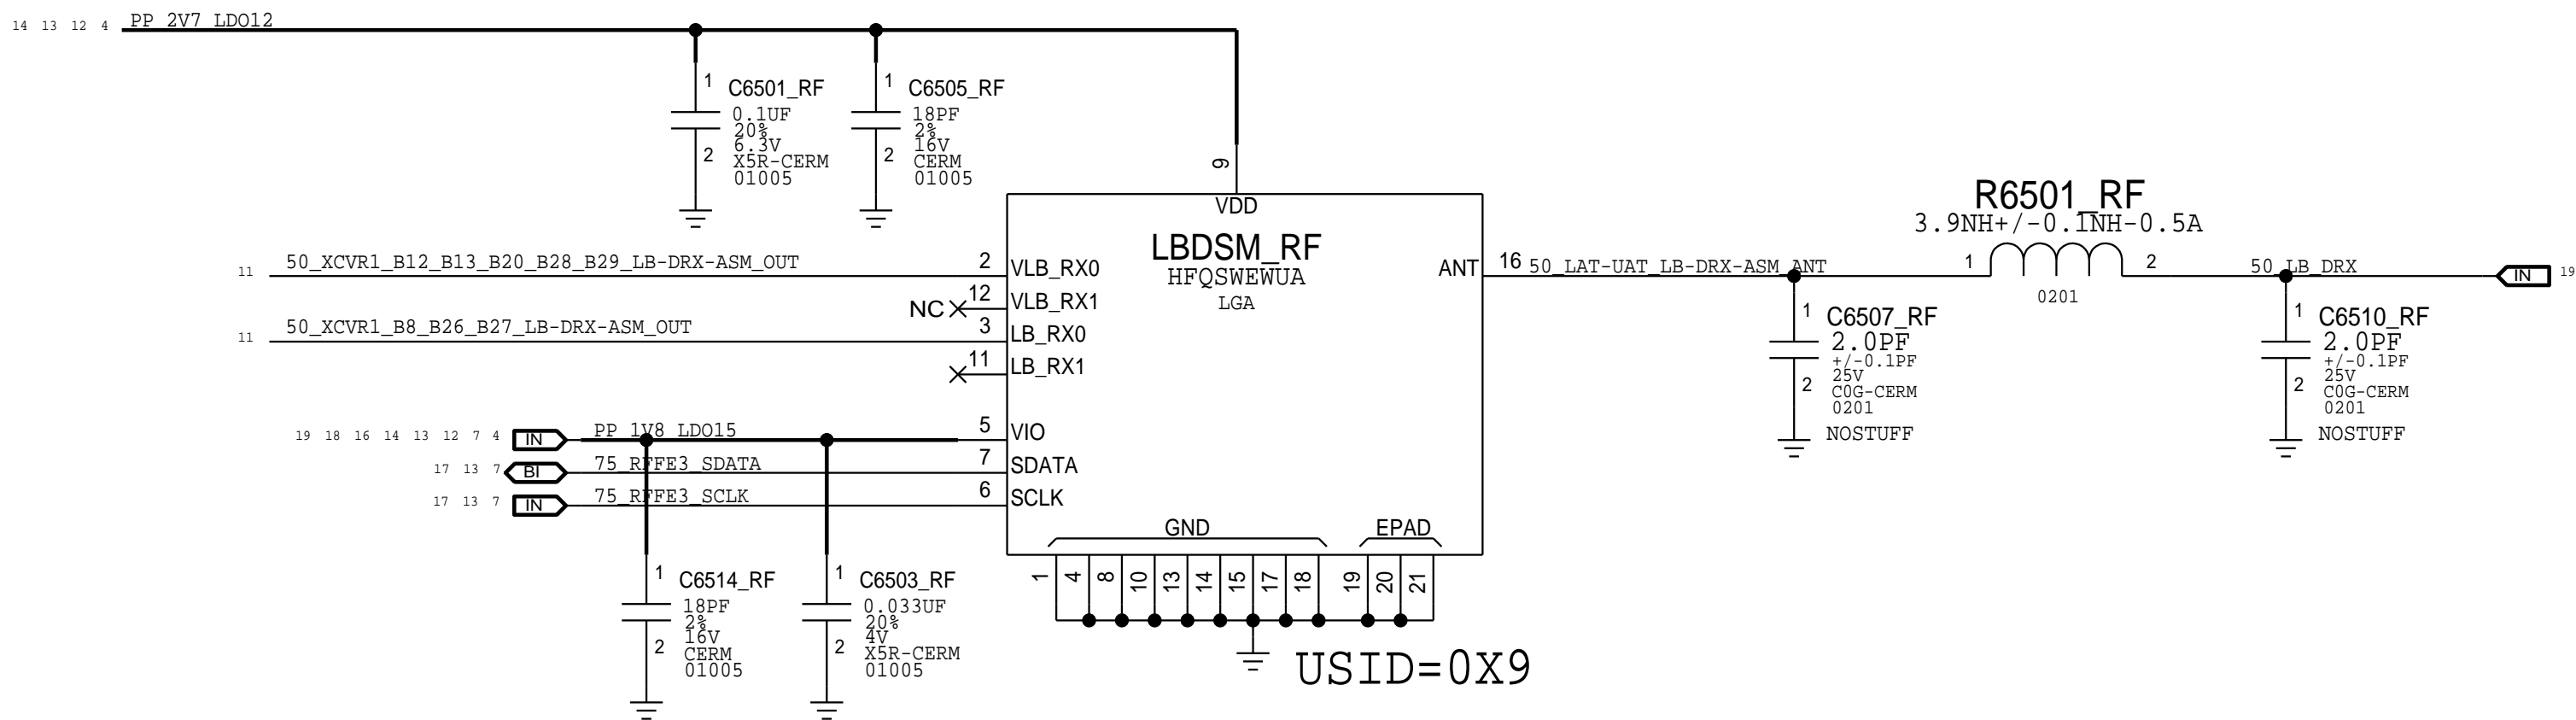 14 13 12 4 PP_2V7_LDO12
1 C6501_RF
0.1UF
20%
6.3V
2 X5R-CERM
01005
1 C6505_RF
18PF
2%
16V
2 CERM
01005
9
VDD
LBDSM_RF
HFQSWEWUA
LGA
11 50_XCVR1_B12_B13_B20_B28_B29_LB-DRX-ASM_OUT 2 VLB_RX0
NC 12 VLB_RX1
11 50_XCVR1_B8_B26_B27_LB-DRX-ASM_OUT 3 LB_RX0
11 LB_RX1
19 18 16 14 13 12 7 4 IN PP_1V8_LDO15 5 VIO
17 13 7 BI 75_RFFE3_SDATA 7 SDATA
17 13 7 IN 75_RFFE3_SCLK 6 SCLK
ANT 16 50_LAT-UAT_LB-DRX-ASM_ANT
R6501_RF
3.9NH+/-0.1NH-0.5A
1 2
0201
50_LB_DRX IN 19
1 C6507_RF
2.0PF
+/-0.1PF
25V
2 C0G-CERM
0201
NOSTUFF
1 C6510_RF
2.0PF
+/-0.1PF
25V
2 C0G-CERM
0201
NOSTUFF
GND EPAD
1 4 8 10 13 14 15 17 18 19 20 21
1 C6514_RF
18PF
2%
16V
2 CERM
01005
1 C6503_RF
0.033UF
20%
4V
2 X5R-CERM
01005
USID=0X9